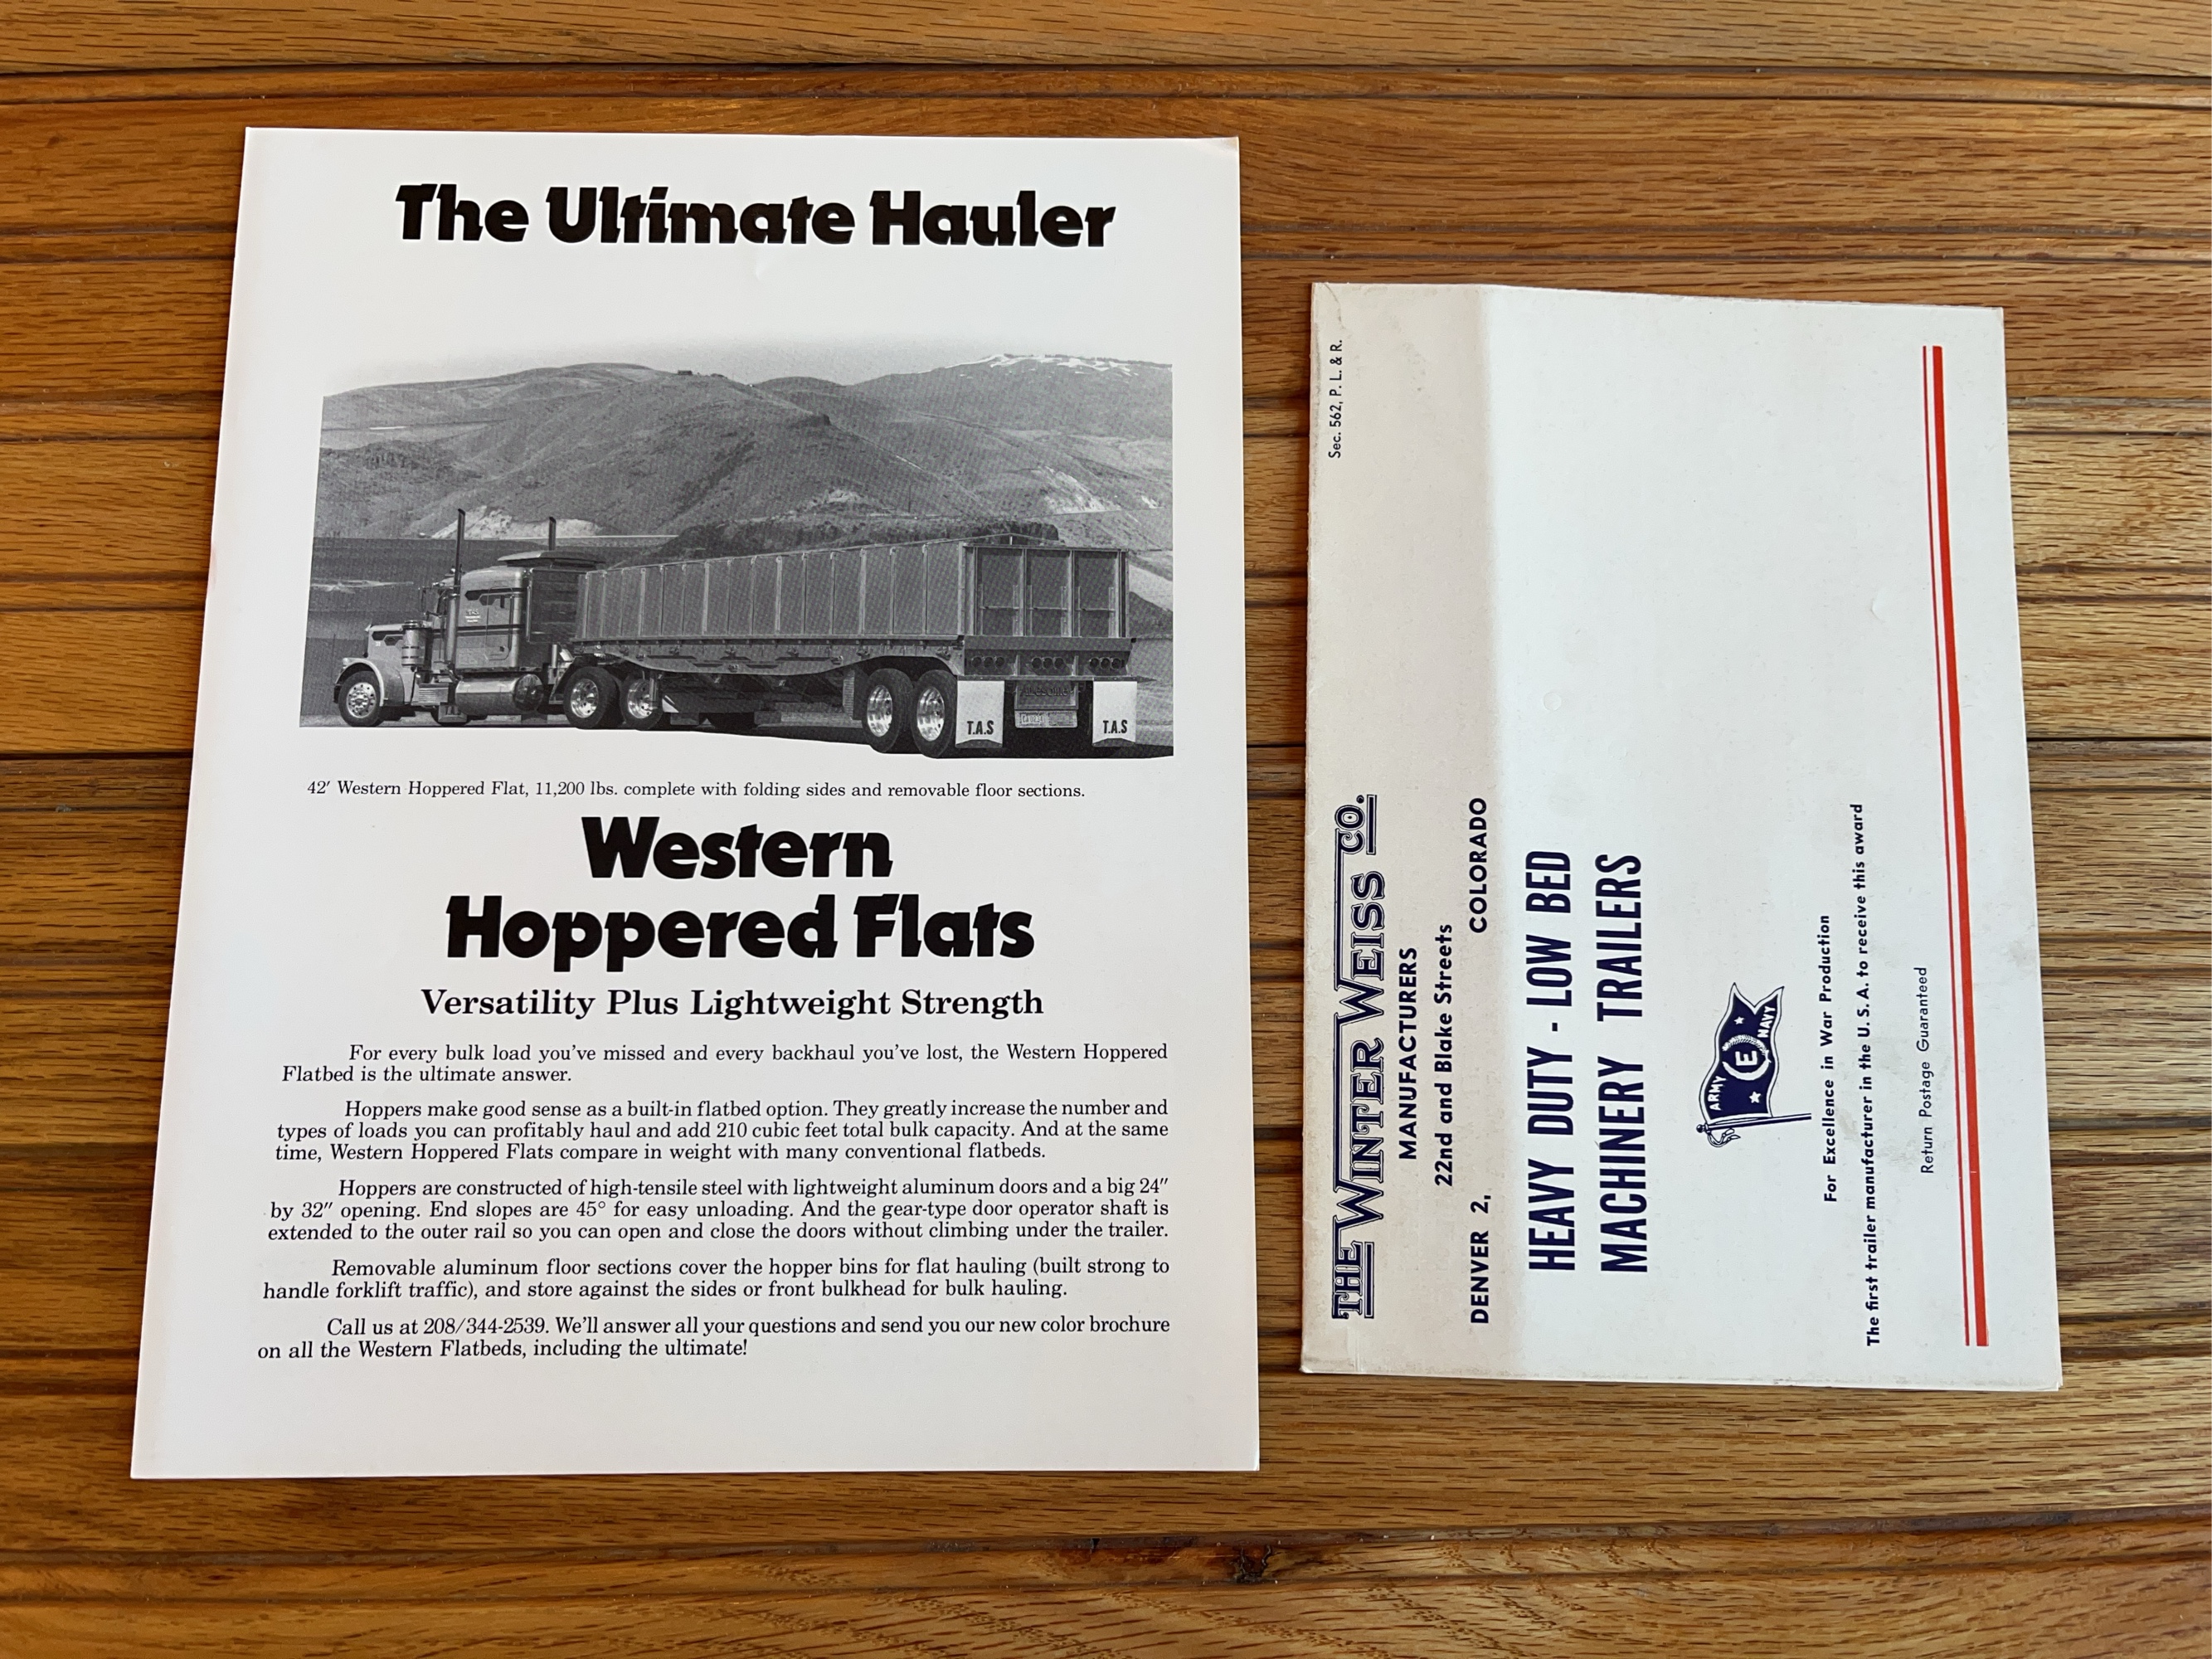 The Ultimate Hauler
T.A.S
T.A.S
42′ Western Hoppered Flat, 11,200 lbs. complete with folding sides and removable floor sections.
Western
Hoppered Flats
Versatility Plus Lightweight Strength
For every bulk load you've missed and every backhaul you've lost, the Western Hoppered
Flatbed is the ultimate answer.
Hoppers make good sense as a built-in flatbed option. They greatly increase the number and
types of loads you can profitably haul and add 210 cubic feet total bulk capacity. And at the same
time, Western Hoppered Flats compare in weight with many conventional flatbeds.
Hoppers are constructed of high-tensile steel with lightweight aluminum doors and a big 24″
by 32″ opening. End slopes are 45° for easy unloading. And the gear-type door operator shaft is
extended to the outer rail so you can open and close the doors without climbing under the trailer.
Removable aluminum floor sections cover the hopper bins for flat hauling (built strong to
handle forklift traffic), and store against the sides or front bulkhead for bulk hauling.
Call us at 208/344-2539. We'll answer all your questions and send you our new color brochure
on all the Western Flatbeds, including the ultimate!
Sec. 562, P. L. & R.
THE WINTER WEISS CO.
MANUFACTURERS
22nd and Blake Streets
DENVER 2, COLORADO
HEAVY DUTY - LOW BED
MACHINERY TRAILERS
ARMY E NAVY
For Excellence in War Production
The first trailer manufacturer in the U. S. A. to receive this award
Return Postage Guaranteed